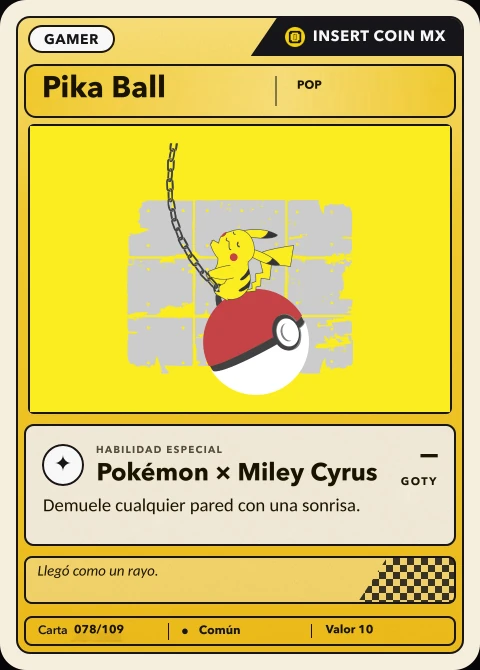 GAMER
INSERT COIN MX
Pika Ball
POP
HABILIDAD ESPECIAL
Pokémon × Miley Cyrus
GOTY
Demuele cualquier pared con una sonrisa.
Llegó como un rayo.
Carta 078/109
• Común
Valor 10